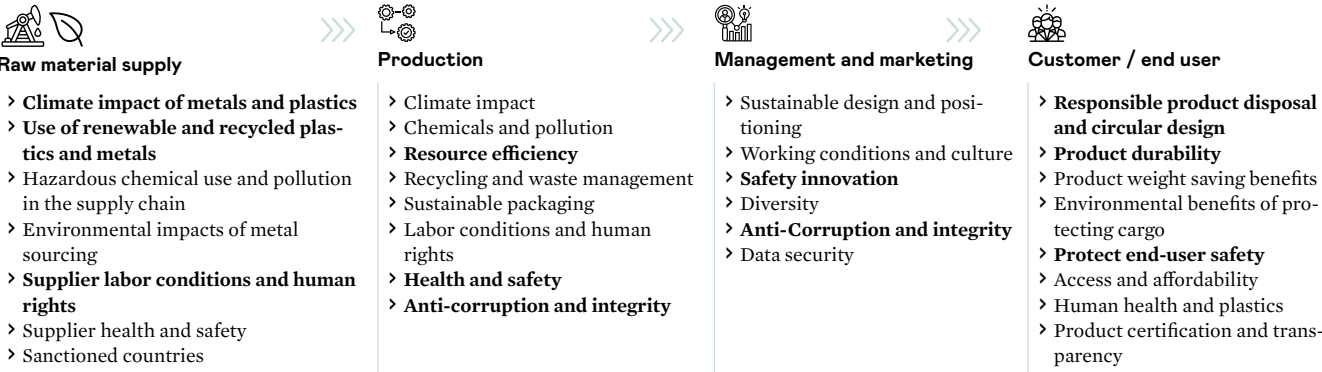 Raw material supply
› Climate impact of metals and plastics
› Use of renewable and recycled plas-
tics and metals
› Hazardous chemical use and pollution
in the supply chain
› Environmental impacts of metal
sourcing
› Supplier labor conditions and human
rights
› Supplier health and safety
› Sanctioned countries
Production
› Climate impact
› Chemicals and pollution
› Resource efficiency
› Recycling and waste management
› Sustainable packaging
› Labor conditions and human
rights
› Health and safety
› Anti-corruption and integrity
Management and marketing
› Sustainable design and posi-
tioning
› Working conditions and culture
› Safety innovation
› Diversity
› Anti-Corruption and integrity
› Data security
Customer / end user
› Responsible product disposal
and circular design
› Product durability
› Product weight saving benefits
› Environmental benefits of pro-
tecting cargo
› Protect end-user safety
› Access and affordability
› Human health and plastics
› Product certification and trans-
parency